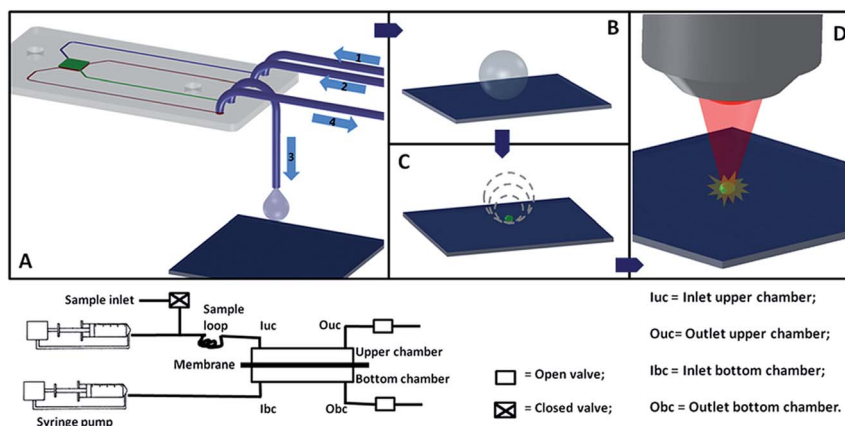 B
D
1
2
4
3
C
A
Sample inlet
Sample
loop
Iuc
Ouc
Membrane
Upper chamber
Bottom chamber
Ibc
Obc
Syringe pump
= Open valve;
= Closed valve;
Iuc = Inlet upper chamber;
Ouc= Outlet upper chamber;
Ibc = Inlet bottom chamber;
Obc = Outlet bottom chamber.